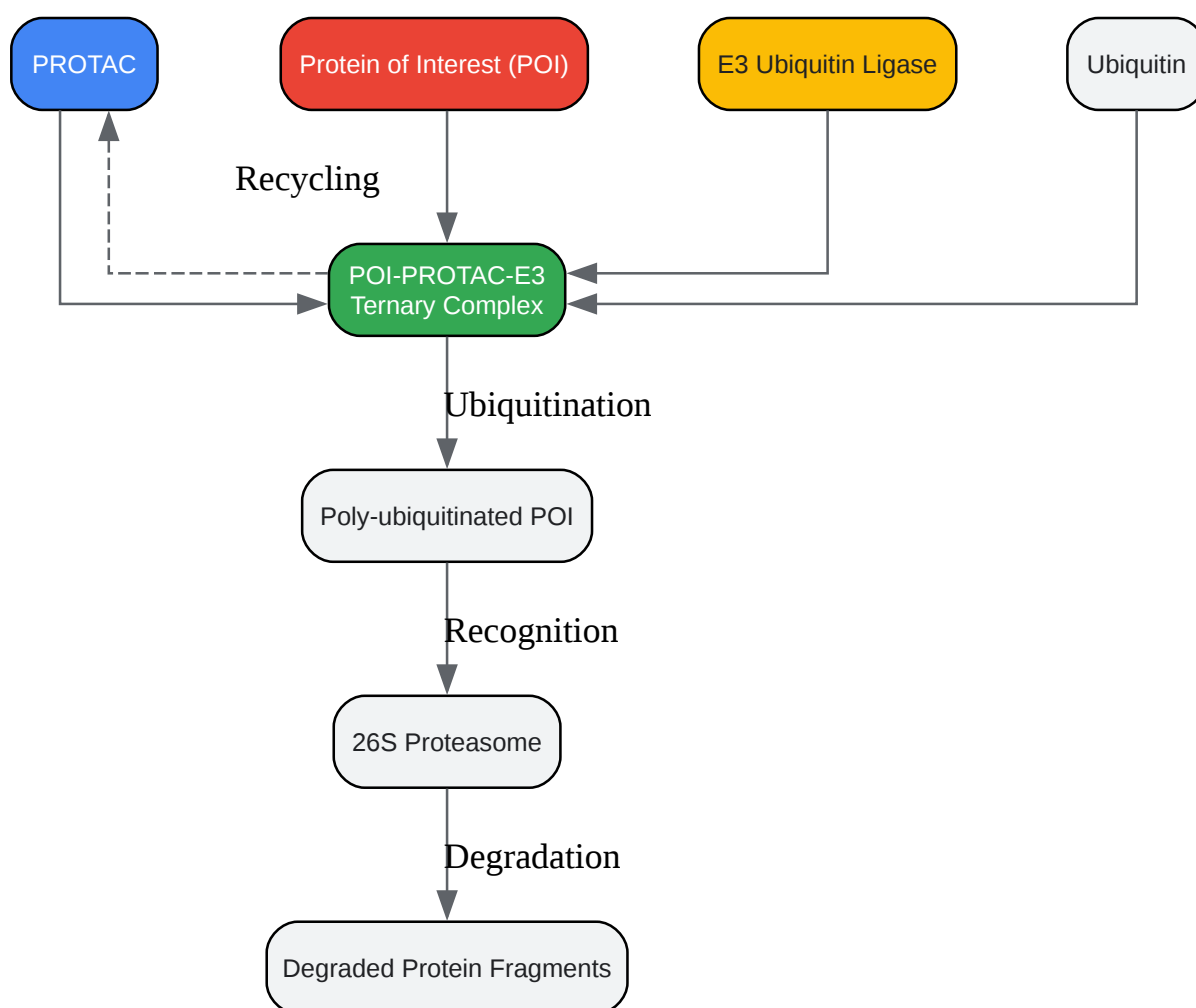 PROTAC
Protein of Interest (POI)
E3 Ubiquitin Ligase
Ubiquitin
Recycling
POI-PROTAC-E3
Ternary Complex
Ubiquitination
Poly-ubiquitinated POI
Recognition
26S Proteasome
Degradation
Degraded Protein Fragments